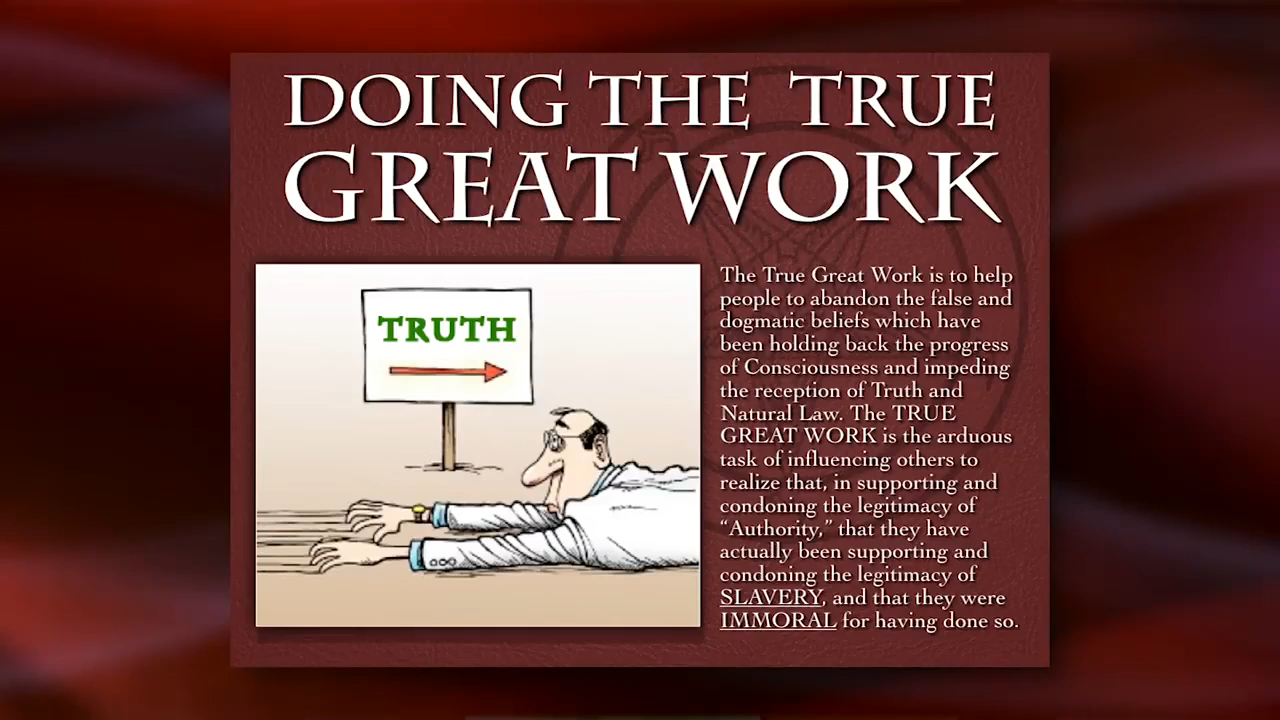 DOING THE TRUE
GREAT WORK
TRUTH
The True Great Work is to help
people to abandon the false and
dogmatic beliefs which have
been holding back the progress
of Consciousness and impeding
the reception of Truth and
Natural Law. The TRUE
GREAT WORK is the arduous
task of influencing others to
realize that, in supporting and
condoning the legitimacy of
“Authority,” that they have
actually been supporting and
condoning the legitimacy of
SLAVERY, and that they were
IMMORAL for having done so.